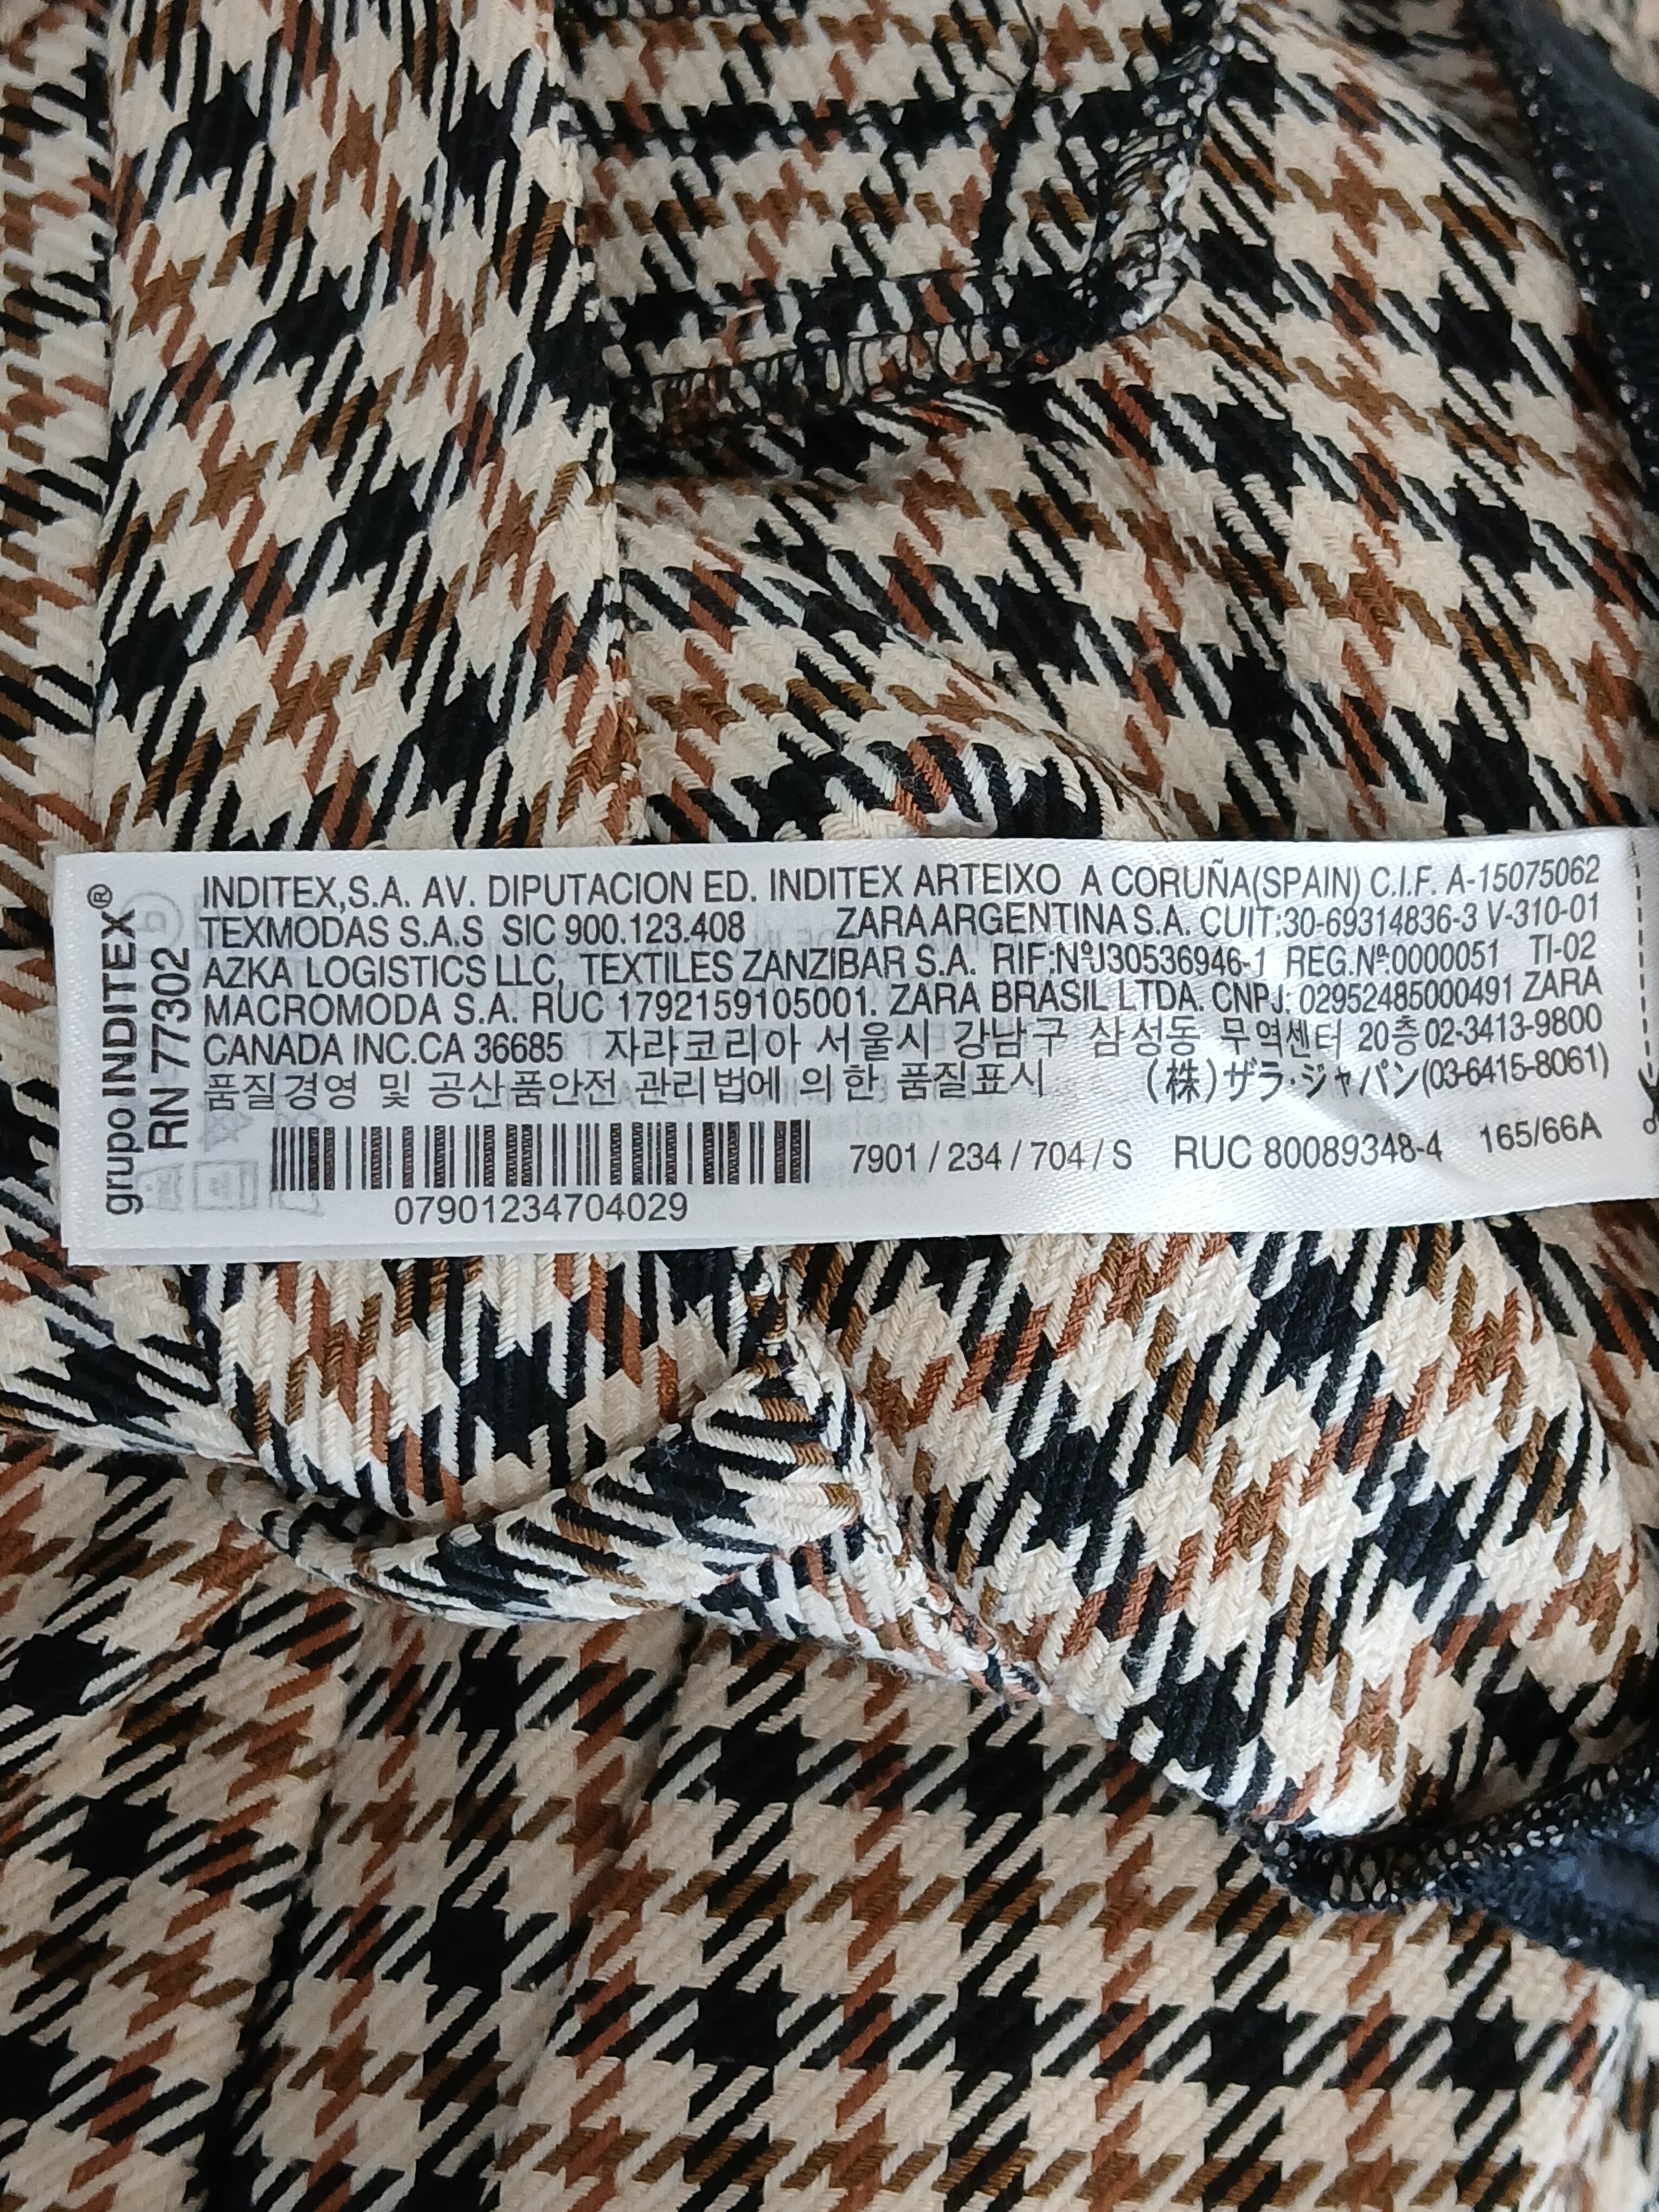 grupo INDITEX®
RN 77302
INDITEX,S.A. AV. DIPUTACION ED. INDITEX ARTEIXO A CORUÑA(SPAIN) C.I.F. A-15075062
TEXMODAS S.A.S SIC 900.123.408 ZARA ARGENTINA S.A. CUIT:30-69314836-3 V-310-01
AZKA LOGISTICS LLC, TEXTILES ZANZIBAR S.A. RIF:NºJ30536946-1 REG.Nº:0000051 TI-02
MACROMODA S.A. RUC 1792159105001. ZARA BRASIL LTDA. CNPJ: 02952485000491 ZARA
CANADA INC.CA 36685 자라코리아 서울시 강남구 삼성동 무역센터 20층 02-3413-9800
품질경영 및 공산품안전 관리법에 의한 품질표시 (株)ザラ·ジャパン(03-6415-8061)
7901 / 234 / 704 / S RUC 80089348-4 165/66A
07901234704029